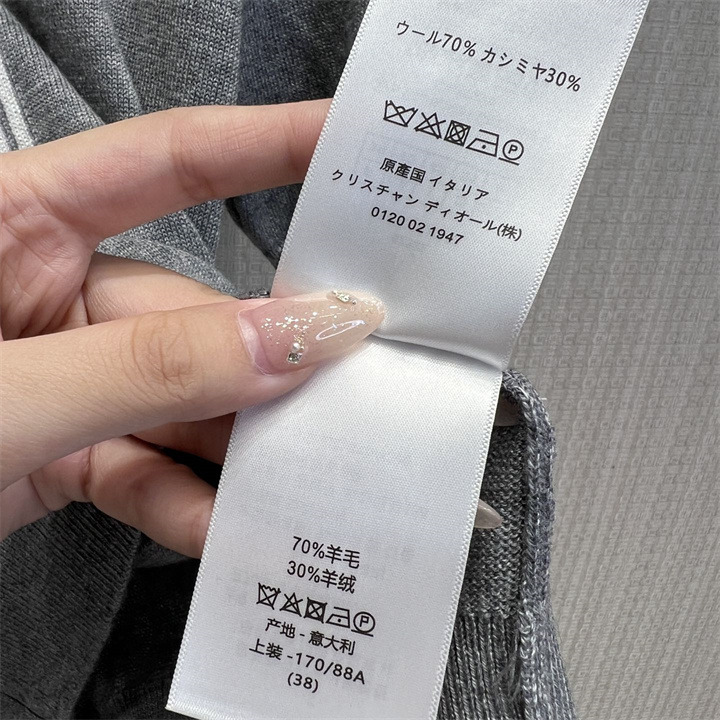 ウール70% カシミヤ30%
P
原産国 イタリア
クリスチャン ディオール(株)
0120 02 1947
70%羊毛
30%羊绒
P
产地 - 意大利
上装 -170/88A
(38)